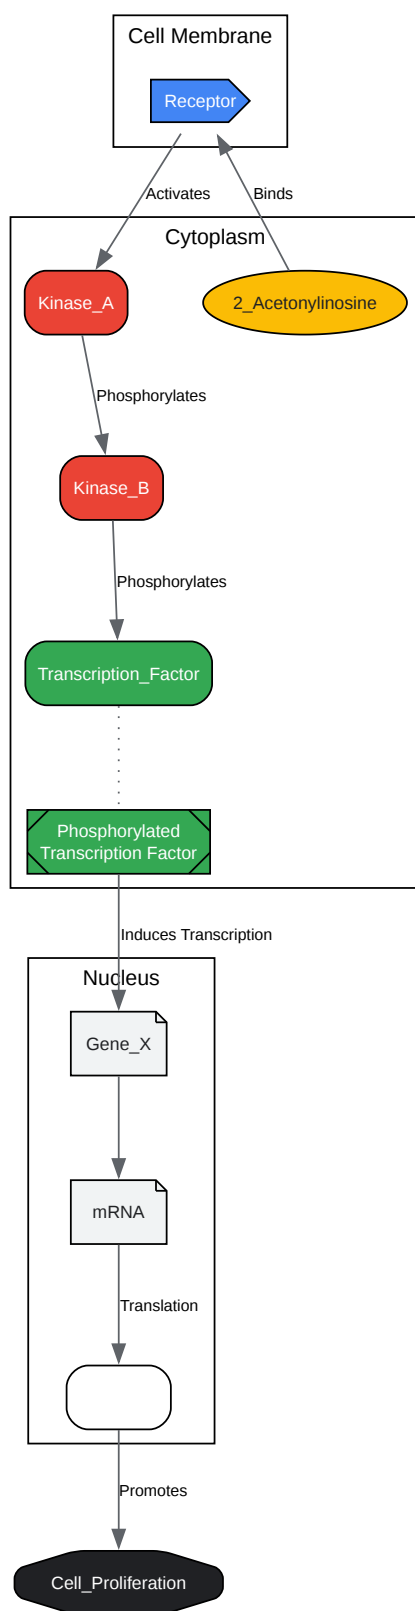 Cell Membrane
Receptor
Activates
Binds
Cytoplasm
Kinase_A
2_Acetonylinosine
Phosphorylates
Kinase_B
Phosphorylates
Transcription_Factor
Phosphorylated
Transcription Factor
Induces Transcription
Nucleus
Gene_X
mRNA
Translation
Promotes
Cell_Proliferation